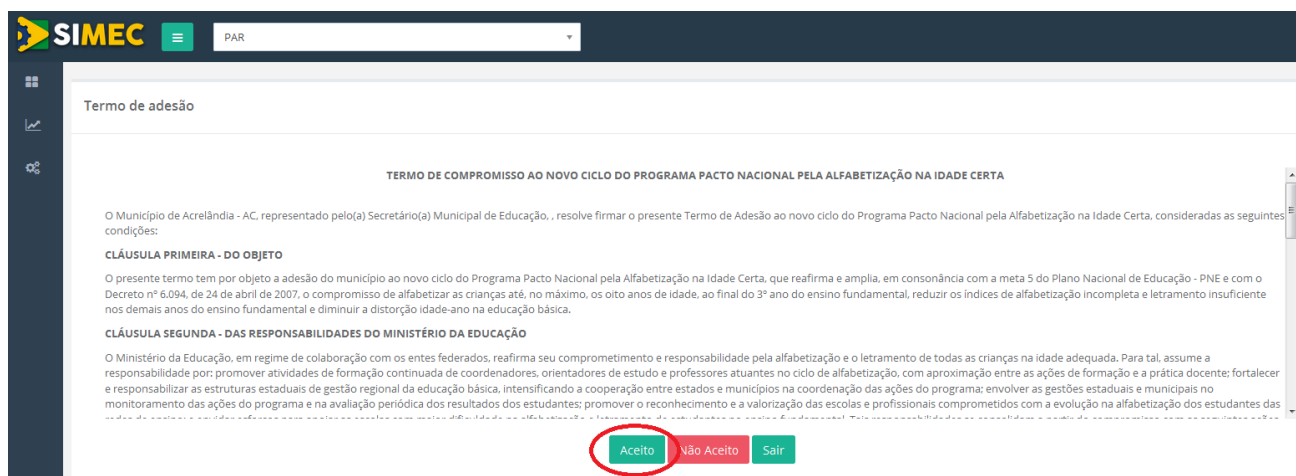 SIMEC
PAR
Termo de adesão
TERMO DE COMPROMISSO AO NOVO CICLO DO PROGRAMA PACTO NACIONAL PELA ALFABETIZAÇÃO NA IDADE CERTA
O Município de Acrelândia - AC, representado pelo(a) Secretário(a) Municipal de Educação, , resolve firmar o presente Termo de Adesão ao novo ciclo do Programa Pacto Nacional pela Alfabetização na Idade Certa, consideradas as seguintes
condições:
CLÁUSULA PRIMEIRA - DO OBJETO
O presente termo tem por objeto a adesão do município ao novo ciclo do Programa Pacto Nacional pela Alfabetização na Idade Certa, que reafirma e amplia, em consonância com a meta 5 do Plano Nacional de Educação - PNE e com o
Decreto nº 6.094, de 24 de abril de 2007, o compromisso de alfabetizar as crianças até, no máximo, os oito anos de idade, ao final do 3º ano do ensino fundamental, reduzir os índices de alfabetização incompleta e letramento insuficiente
nos demais anos do ensino fundamental e diminuir a distorção idade-ano na educação básica.
CLÁUSULA SEGUNDA - DAS RESPONSABILIDADES DO MINISTÉRIO DA EDUCAÇÃO
O Ministério da Educação, em regime de colaboração com os entes federados, reafirma seu comprometimento e responsabilidade pela alfabetização e o letramento de todas as crianças na idade adequada. Para tal, assume a
responsabilidade por: promover atividades de formação continuada de coordenadores, orientadores de estudo e professores atuantes no ciclo de alfabetização, com aproximação entre as ações de formação e a prática docente; fortalecer
e responsabilizar as estruturas estaduais de gestão regional da educação básica, intensificando a cooperação entre estados e municípios na coordenação das ações do programa; envolver as gestões estaduais e municipais no
monitoramento das ações do programa e na avaliação periódica dos resultados dos estudantes; promover o reconhecimento e a valorização das escolas e profissionais comprometidos com a evolução na alfabetização dos estudantes das
Aceito
Não Aceito
Sair